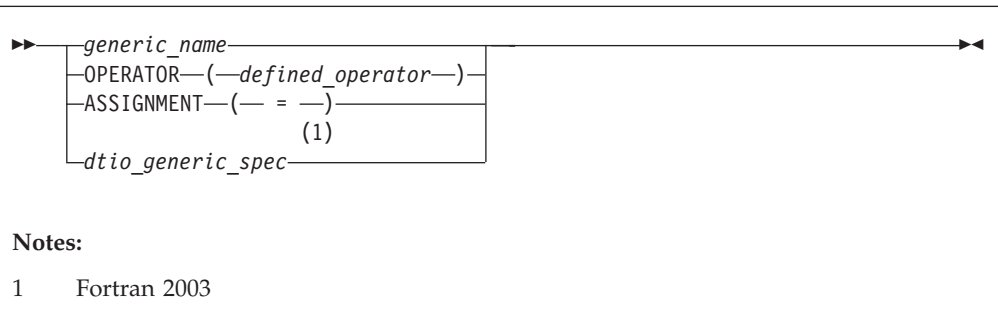 generic_name
OPERATOR ( defined_operator )
ASSIGNMENT ( = )
(1)
dtio_generic_spec
Notes:
1 Fortran 2003